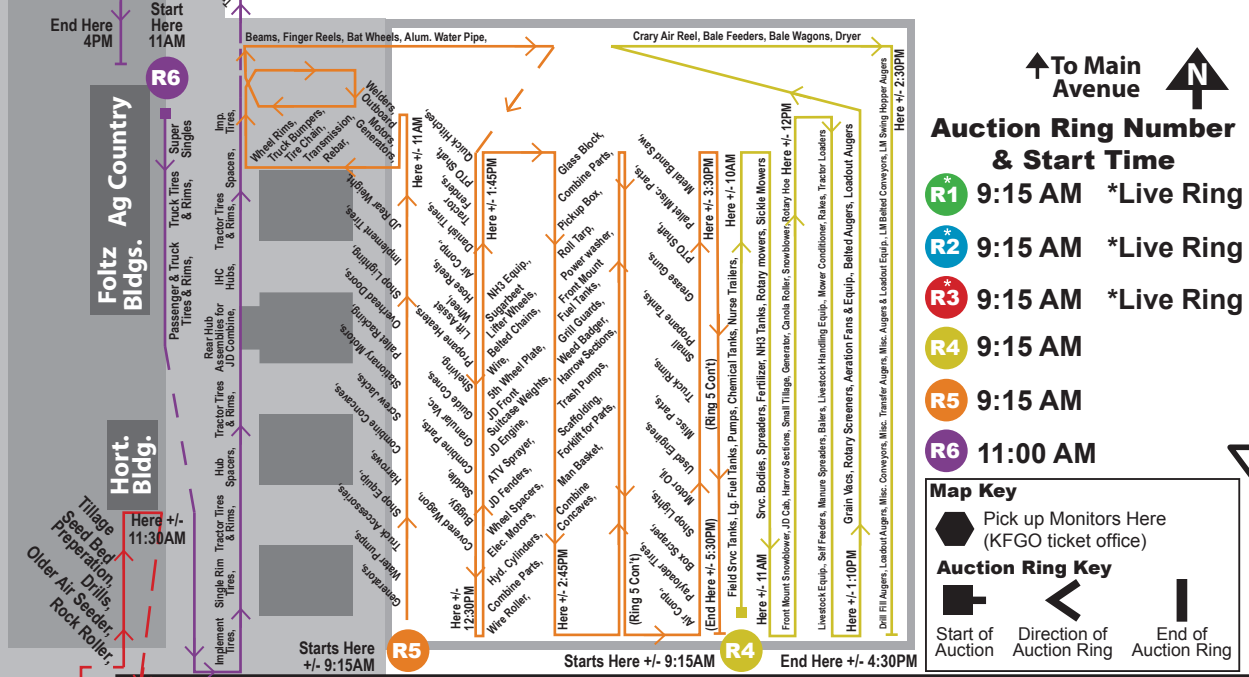 End Here
4PM
Start
Here
11AM
R6
Ag Country
Foltz
Bldgs.
Hort.
Bldg.
Super
Singles
Truck Tires
& Rims,
Passenger & Truck
Tires & Rims,
Here +/-
11:30AM
Tillage
Seed Bed
Preperation,
Drills,
Older Air Seeder,
Rock Roller,
Imp.
Tires,
Spacers,
Tractor Tires
& Rims,
IHC
Hubs,
Rear Hub
Assemblies for
JD Combine,
Tractor Tires
& Rims,
Hub
Spacers,
Tractor Tires
& Rims,
Single Rim
Tires,
Implement
Tires,
Beams, Finger Reels, Bat Wheels, Alum. Water Pipe,
Wheel Rims,
Truck Bumpers,
Tire Chain,
Transmission,
Rebar,
Welders,
Outboard
Motors,
Generators,
Here +/- 11AM
JD Rear Weight,
Implement Tires,
Shop Lighting,
Overhead Doors,
Pallet Racking
Stationary Motors,
Screw Jacks,
Combine Concaves,
Harrows,
Shop Equip,
Truck Accessories,
Water Pumps
Generators,
Starts Here
+/- 9:15AM
R5
Quick Hitches
PTO Shaft,
Tractor
Fenders,
Danish Tines,
Air Comp,
Hose Reels,
Wheel,
Lift Assist
Propane Heaters,
Shelving,
Guide Cones,
Granular Vac,
Combine Parts,
Saddle,
Buggy,
Covered Wagon,
Here +/-
12:30PM
Here +/- 1:45PM
NH3 Equip.,
Sugarbeet
Lifter Wheels,
Belted Chains,
Wire,
5th Wheel Plate,
JD Front
Suitcase Weights,
JD Engine,
ATV Sprayer,
JD Fenders,
Wheel Spacers,
Elec. Motors,
Hyd. Cylinders,
Combine Parts,
Wire Roller,
Here +/- 2:45PM
Glass Block,
Combine Parts,
Pickup Box,
Roll Tarp,
Power washer,
Front Mount
Fuel Tanks,
Grill Guards,
Weed Badger,
Harrow Sections,
Trash Pumps,
Scaffolding,
Forklift for Parts,
Man Basket,
Combine
Concaves,
(Ring 5 Con't)
Metal Band Saw,
Pallet Misc. Parts,
PTO Shaft,
Grease Guns,
Propane Tanks,
Small
Truck Rims,
Misc Parts,
Used Engines,
Motor Oil,
Shop Lights,
Box Scraper,
Payloader Tires,
Air Comp.,
Here +/- 3:30PM
(Ring 5 Con't)
(End Here +/- 5:30PM)
Here +/- 10AM
Field Srvc Tanks, Lg. Fuel Tanks, Pumps, Chemical Tanks, Nurse Trailers,
Starts Here +/- 9:15AM
R4
Here +/- 11AM
Srvc. Bodies, Spreaders, Fertilizer, NH3 Tanks, Rotary mowers, Sickle Mowers
Front Mount Snowblower, JD Cab, Harrow Sections, Small Tillage, Generator, Canola Roller, Snowblower, Rotary Hoe
Here +/- 12PM
Livestock Equip., Self Feeders, Manure Spreaders, Balers, Livestock Handling Equip., Mower Conditioner, Rakes, Tractor Loaders
Here +/- 1:10PM
Grain Vacs, Rotary Screeners, Aeration Fans & Equip., Belted Augers, Loadout Augers
Crary Air Reel, Bale Feeders, Bale Wagons, Dryer
Here +/- 2:30PM
Drill Fill Augers, Loadout Augers, Misc. Conveyors, Misc. Transfer Augers, Misc. Augers & Loadout Equip., LM Belted Conveyors, LM Swing Hopper Augers
End Here +/- 4:30PM
To Main
Avenue
N
Auction Ring Number
& Start Time
R1* 9:15 AM *Live Ring
R2* 9:15 AM *Live Ring
R3* 9:15 AM *Live Ring
R4 9:15 AM
R5 9:15 AM
R6 11:00 AM
Map Key
Pick up Monitors Here
(KFGO ticket office)
Auction Ring Key
Start of
Auction
Direction of
Auction Ring
End of
Auction Ring